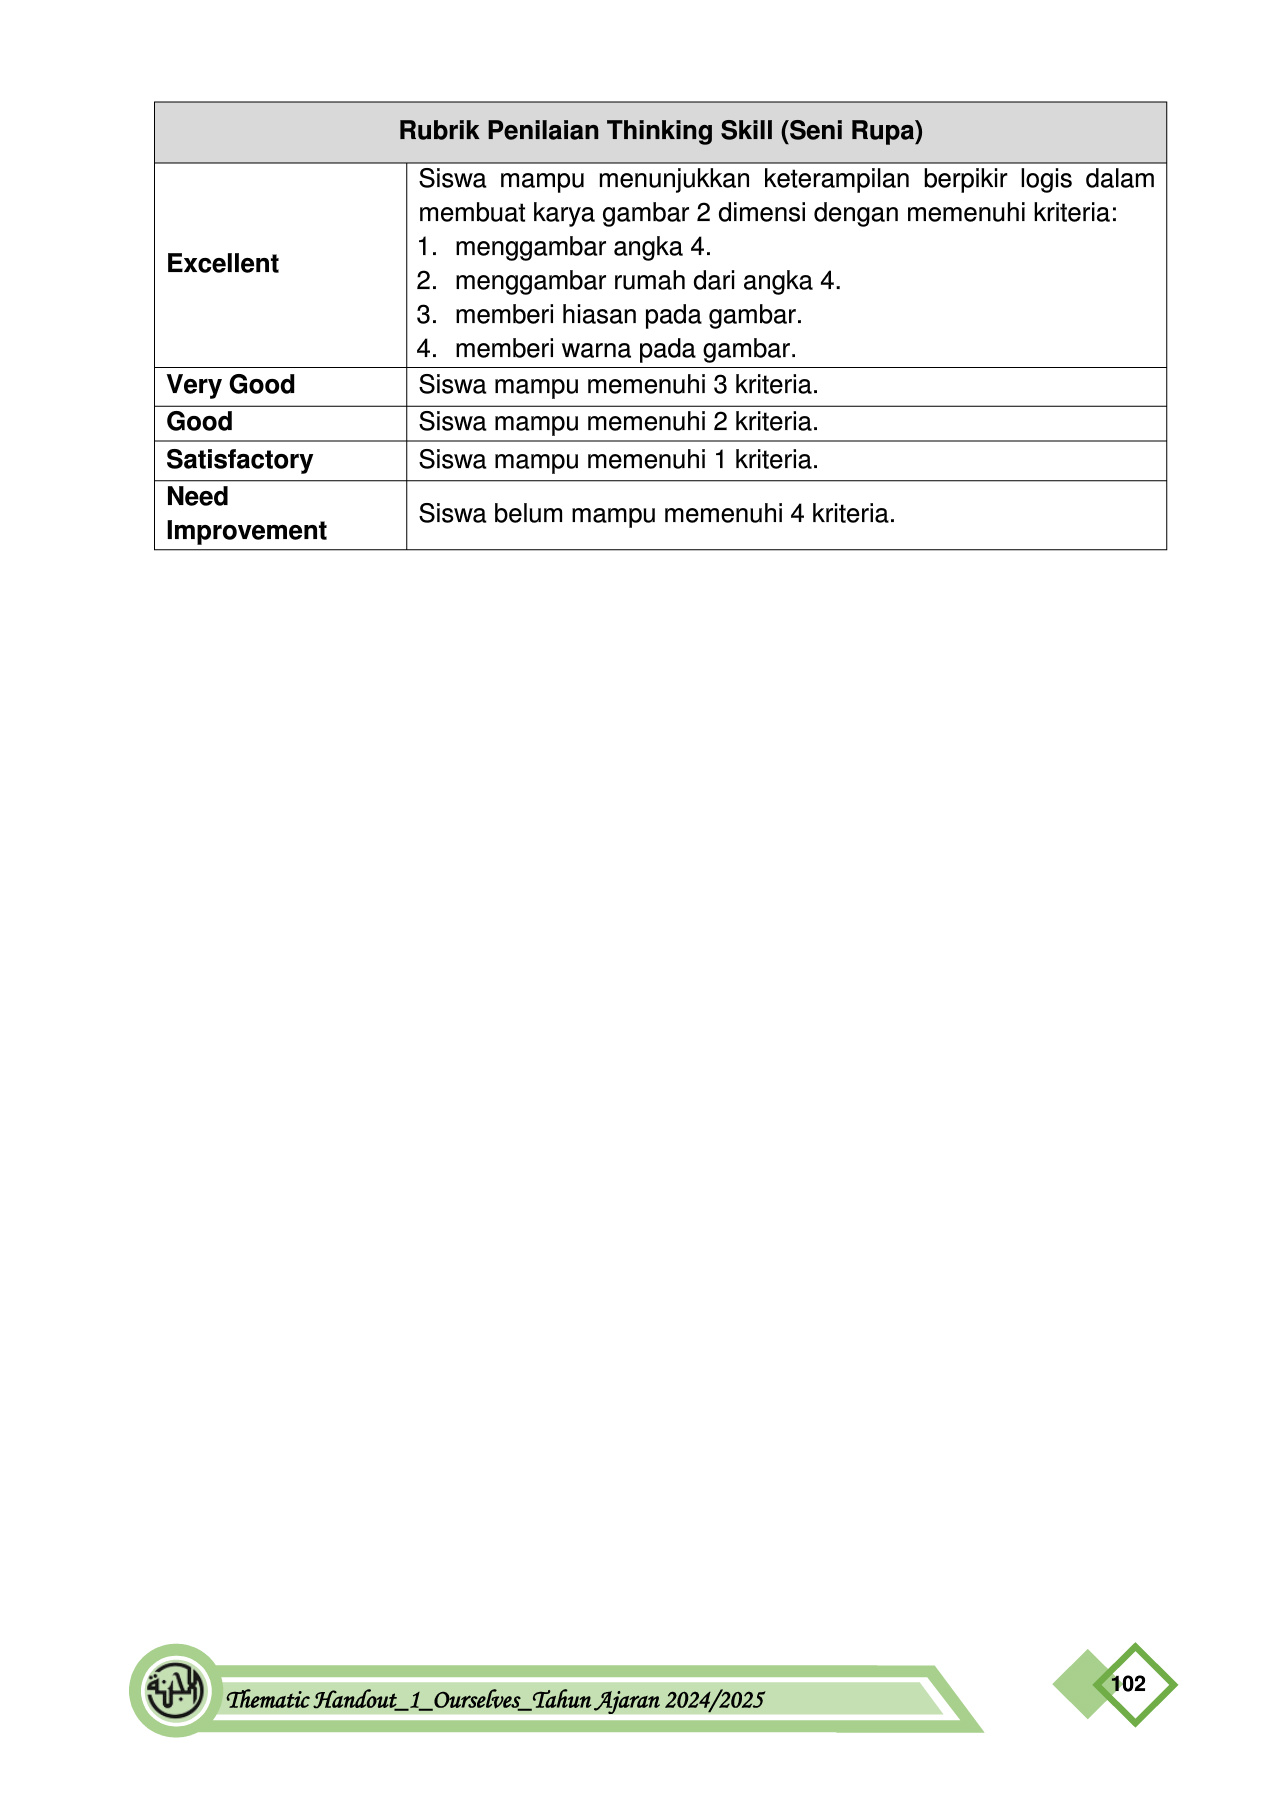 Rubrik Penilaian Thinking Skill (Seni Rupa)
Excellent
Siswa mampu menunjukkan keterampilan berpikir logis dalam
membuat karya gambar 2 dimensi dengan memenuhi kriteria:
1. menggambar angka 4.
2. menggambar rumah dari angka 4.
3. memberi hiasan pada gambar.
4. memberi warna pada gambar.
Very Good
Siswa mampu memenuhi 3 kriteria.
Good
Siswa mampu memenuhi 2 kriteria.
Satisfactory
Siswa mampu memenuhi 1 kriteria.
Need
Improvement
Siswa belum mampu memenuhi 4 kriteria.
Thematic Handout_1_Ourselves_Tahun Ajaran 2024/2025
102